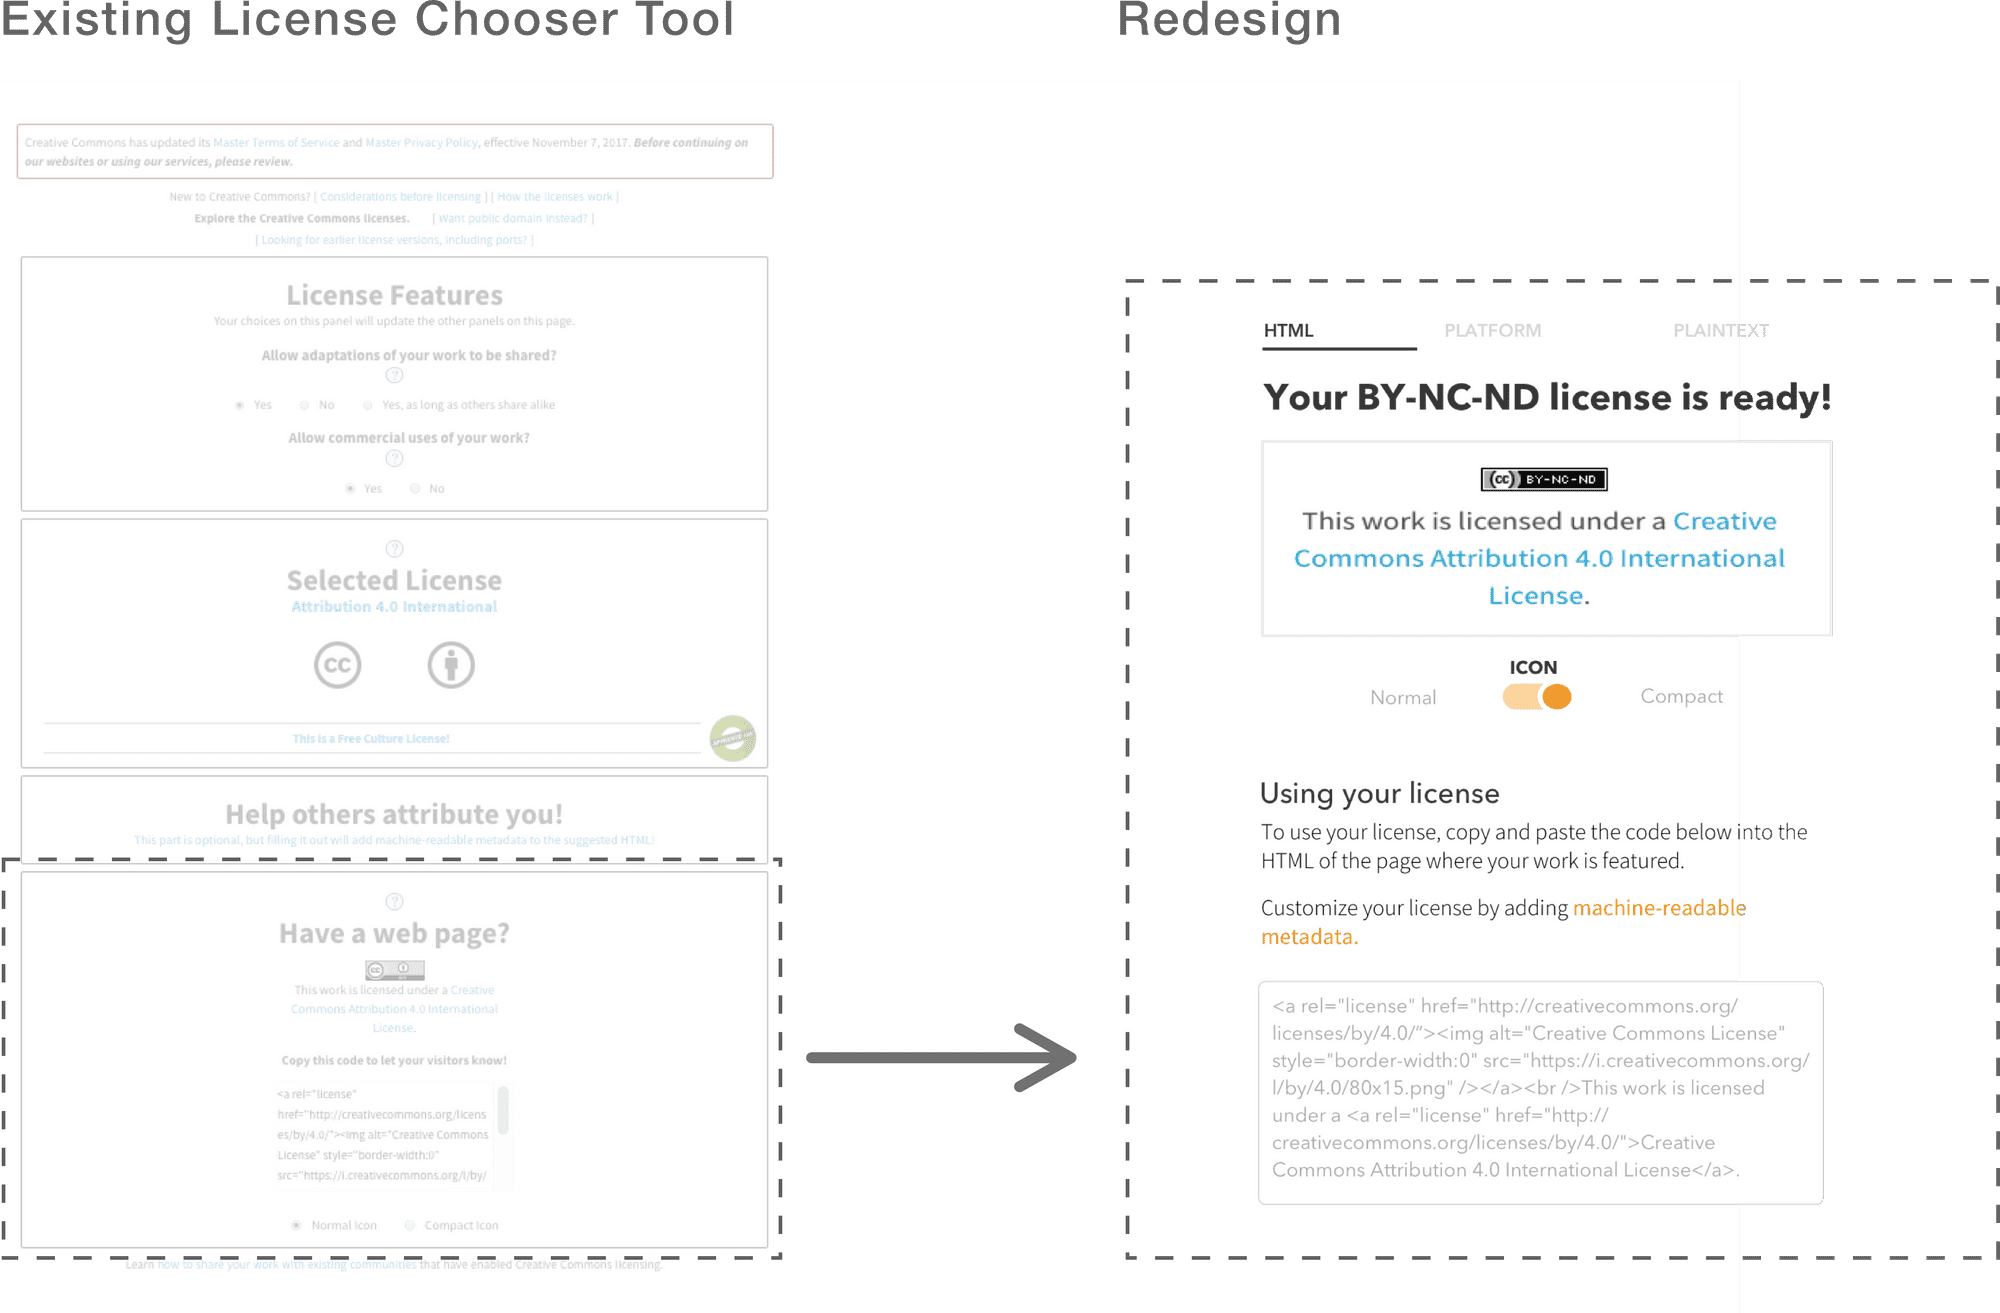 Existing License Chooser Tool
Creative Commons has updated its Master Terms of Service and Master Privacy Policy, effective November 7, 2017. Before continuing on
our websites or using our services, please review.
New to Creative Commons? [ Considerations before licensing ] [ How the licenses work ]
Explore the Creative Commons licenses. [ Want public domain instead? ]
[ Looking for earlier license versions, including ports? ]
License Features
Your choices on this panel will update the other panels on this page.
Allow adaptations of your work to be shared?
?
Yes No Yes, as long as others share alike
Allow commercial uses of your work?
?
Yes No
?
Selected License
Attribution 4.0 International
cc
This is a Free Culture License!
Help others attribute you!
This part is optional, but filling it out will add machine-readable metadata to the suggested HTML!
?
Have a web page?
cc
This work is licensed under a Creative
Commons Attribution 4.0 International
License.
Copy this code to let your visitors know!
<a rel="license"
href="http://creativecommons.org/licens
es/by/4.0/"><img alt="Creative Commons
License" style="border-width:0"
src="https://i.creativecommons.org/l/by/
Normal Icon Compact Icon
Learn how to share your work with existing communities that have enabled Creative Commons licensing.
Redesign
HTML PLATFORM PLAINTEXT
Your BY-NC-ND license is ready!
cc BY-NC-ND
This work is licensed under a Creative
Commons Attribution 4.0 International
License.
ICON
Normal Compact
Using your license
To use your license, copy and paste the code below into the
HTML of the page where your work is featured.
Customize your license by adding machine-readable
metadata.
<a rel="license" href="http://creativecommons.org/
licenses/by/4.0/"><img alt="Creative Commons License"
style="border-width:0" src="https://i.creativecommons.org/
l/by/4.0/80x15.png" /></a><br />This work is licensed
under a <a rel="license" href="http://
creativecommons.org/licenses/by/4.0/">Creative
Commons Attribution 4.0 International License</a>.